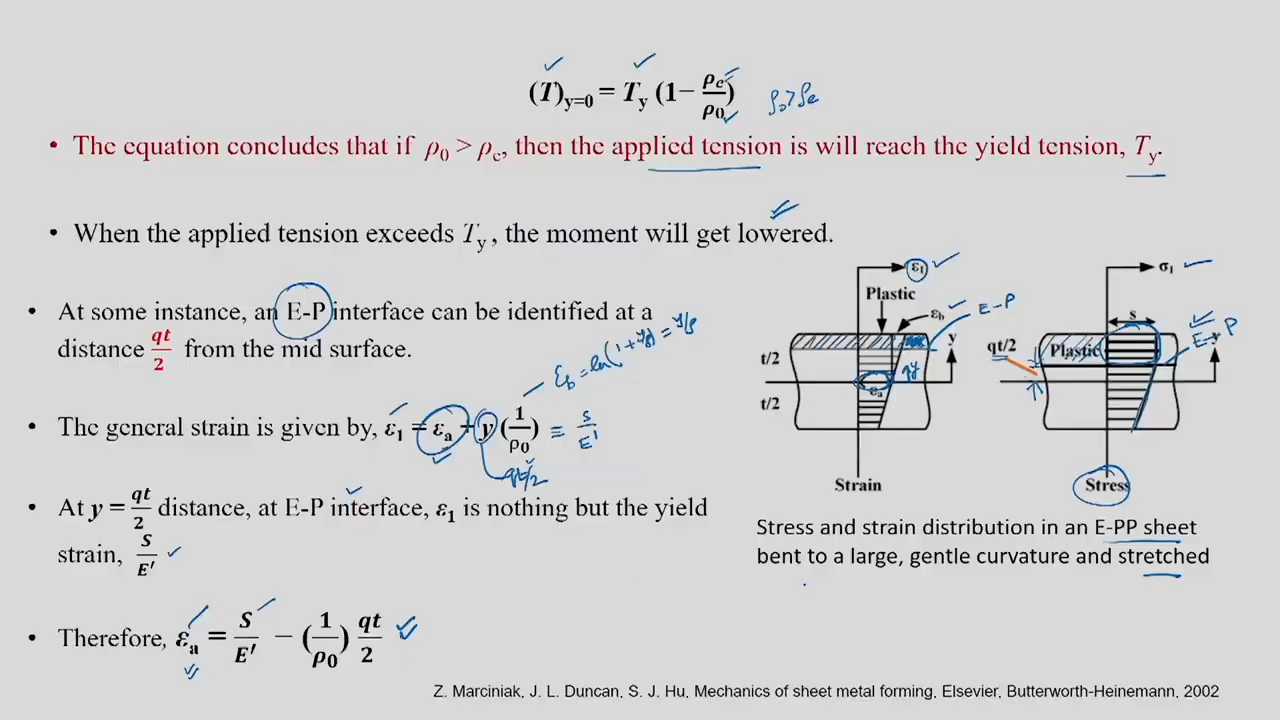 (T)y=0 = Ty (1− ρe/ρ0) ρ0>ρe
• The equation concludes that if ρ0 > ρe, then the applied tension is will reach the yield tension, Ty.
• When the applied tension exceeds Ty, the moment will get lowered.
• At some instance, an E-P interface can be identified at a
distance qt/2 from the mid surface.
εb = ln(1+y/ρ) = y/ρ
• The general strain is given by, ε1 = εa + y (1/ρ0) ≡ S/E'
qt/2
• At y = qt/2 distance, at E-P interface, ε1 is nothing but the yield
strain, S/E'
• Therefore, εa = S/E' − (1/ρ0) qt/2
ε1
Plastic
εb
E-P
y
t/2
t/2
εa
Strain
σ1
s
E-P
y
qt/2
Plastic
Stress
Stress and strain distribution in an E-PP sheet
bent to a large, gentle curvature and stretched
Z. Marciniak, J. L. Duncan, S. J. Hu, Mechanics of sheet metal forming, Elsevier, Butterworth-Heinemann, 2002